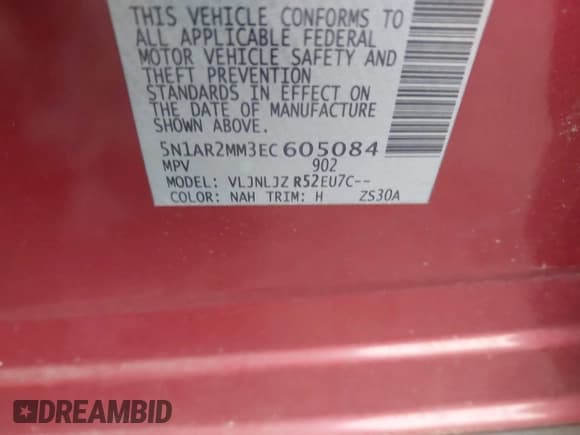 THIS VEHICLE CONFORMS TO
ALL APPLICABLE FEDERAL
MOTOR VEHICLE SAFETY AND
THEFT PREVENTION
STANDARDS IN EFFECT ON
THE DATE OF MANUFACTURE
SHOWN ABOVE.
5N1AR2MM3EC605084
MPV 902
MODEL: VLJNLJZ R52EU7C--
COLOR: NAH TRIM: H ZS30A
DREAMBID